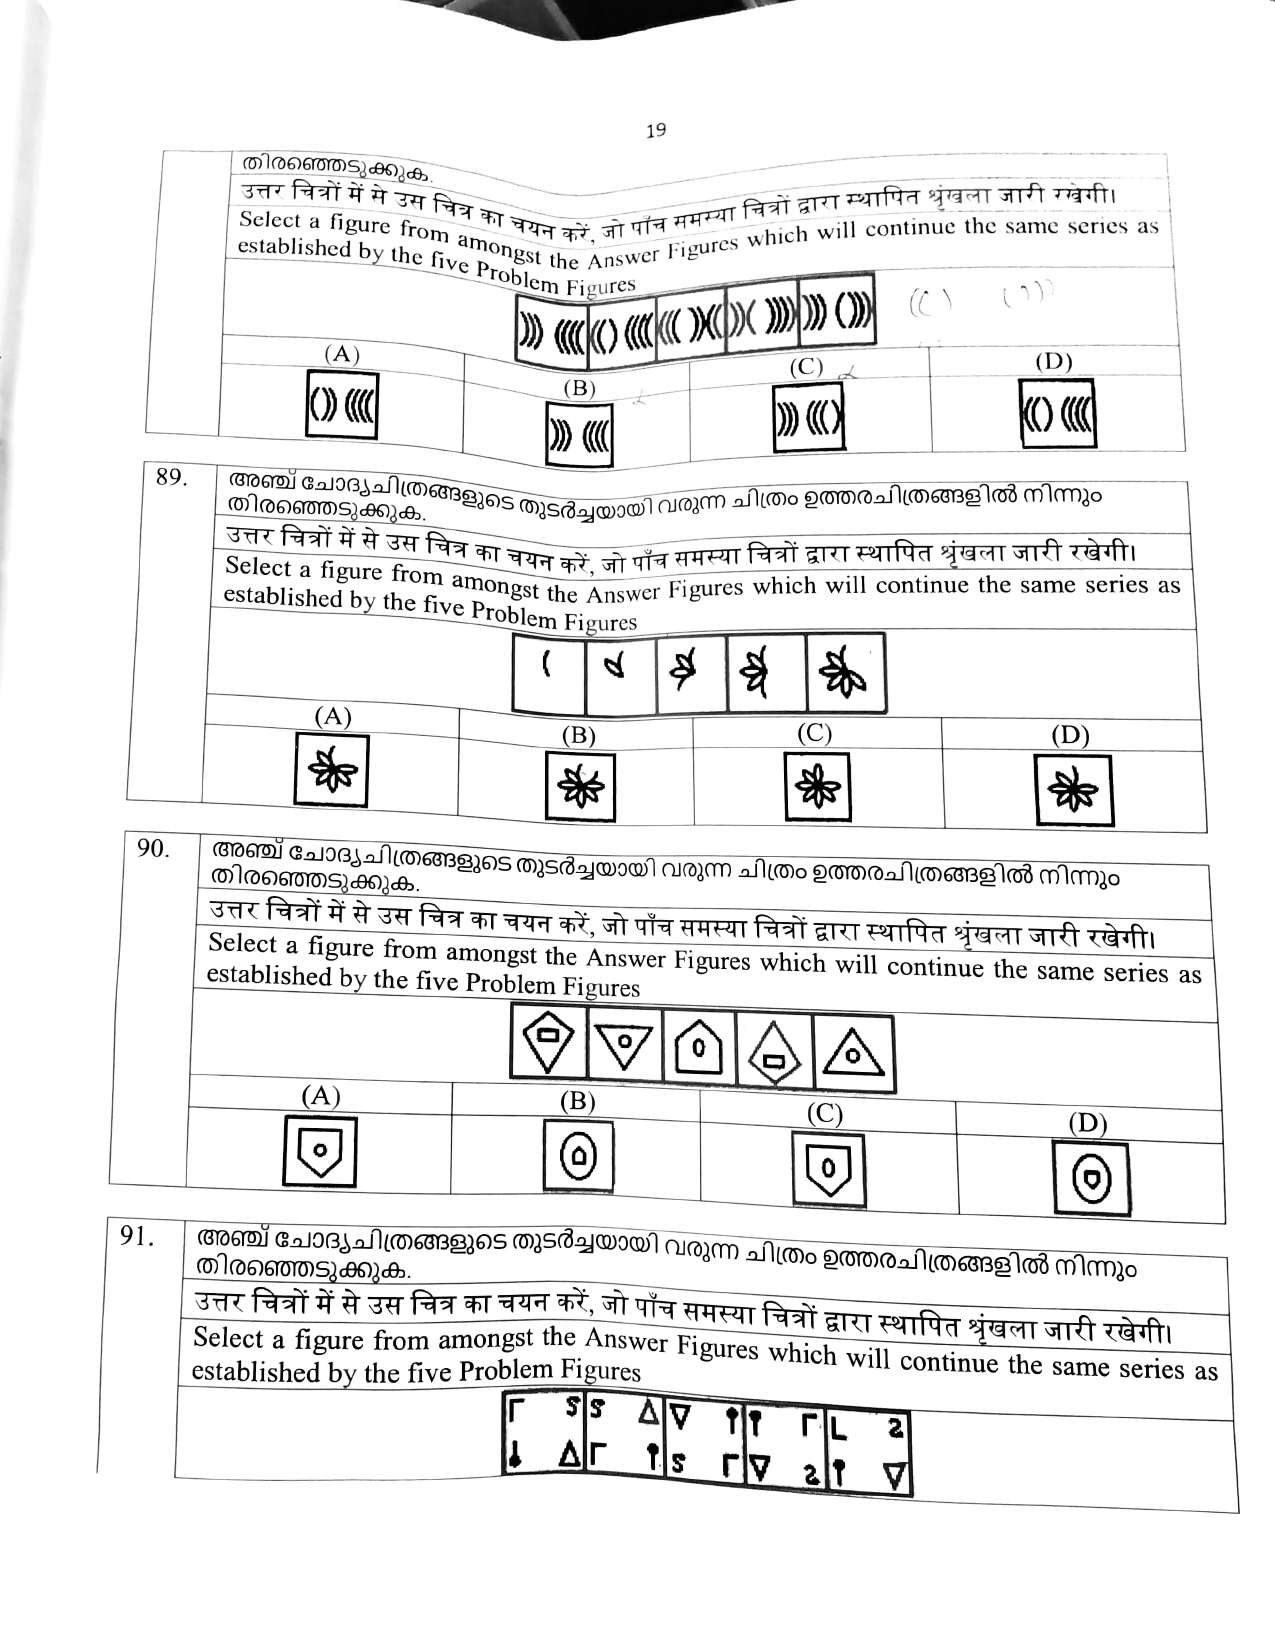 19
തിരഞ്ഞെടുക്കുക.
उत्तर चित्रों में से उस चित्र का चयन करें, जो पाँच समस्या चित्रों द्वारा स्थापित श्रृंखला जारी रखेगी।
Select a figure from amongst the Answer Figures which will continue the same series as
established by the five Problem Figures
(A)
(B)
(C)
(D)
89.
അഞ്ച് ചോദ്യചിത്രങ്ങളുടെ തുടർച്ചയായി വരുന്ന ചിത്രം ഉത്തരചിത്രങ്ങളിൽ നിന്നും
തിരഞ്ഞെടുക്കുക.
उत्तर चित्रों में से उस चित्र का चयन करें, जो पाँच समस्या चित्रों द्वारा स्थापित श्रृंखला जारी रखेगी।
Select a figure from amongst the Answer Figures which will continue the same series as
established by the five Problem Figures
(A)
(B)
(C)
(D)
90.
അഞ്ച് ചോദ്യചിത്രങ്ങളുടെ തുടർച്ചയായി വരുന്ന ചിത്രം ഉത്തരചിത്രങ്ങളിൽ നിന്നും
തിരഞ്ഞെടുക്കുക.
उत्तर चित्रों में से उस चित्र का चयन करें, जो पाँच समस्या चित्रों द्वारा स्थापित श्रृंखला जारी रखेगी।
Select a figure from amongst the Answer Figures which will continue the same series as
established by the five Problem Figures
(A)
(B)
(C)
(D)
91.
അഞ്ച് ചോദ്യചിത്രങ്ങളുടെ തുടർച്ചയായി വരുന്ന ചിത്രം ഉത്തരചിത്രങ്ങളിൽ നിന്നും
തിരഞ്ഞെടുക്കുക.
उत्तर चित्रों में से उस चित्र का चयन करें, जो पाँच समस्या चित्रों द्वारा स्थापित श्रृंखला जारी रखेगी।
Select a figure from amongst the Answer Figures which will continue the same series as
established by the five Problem Figures